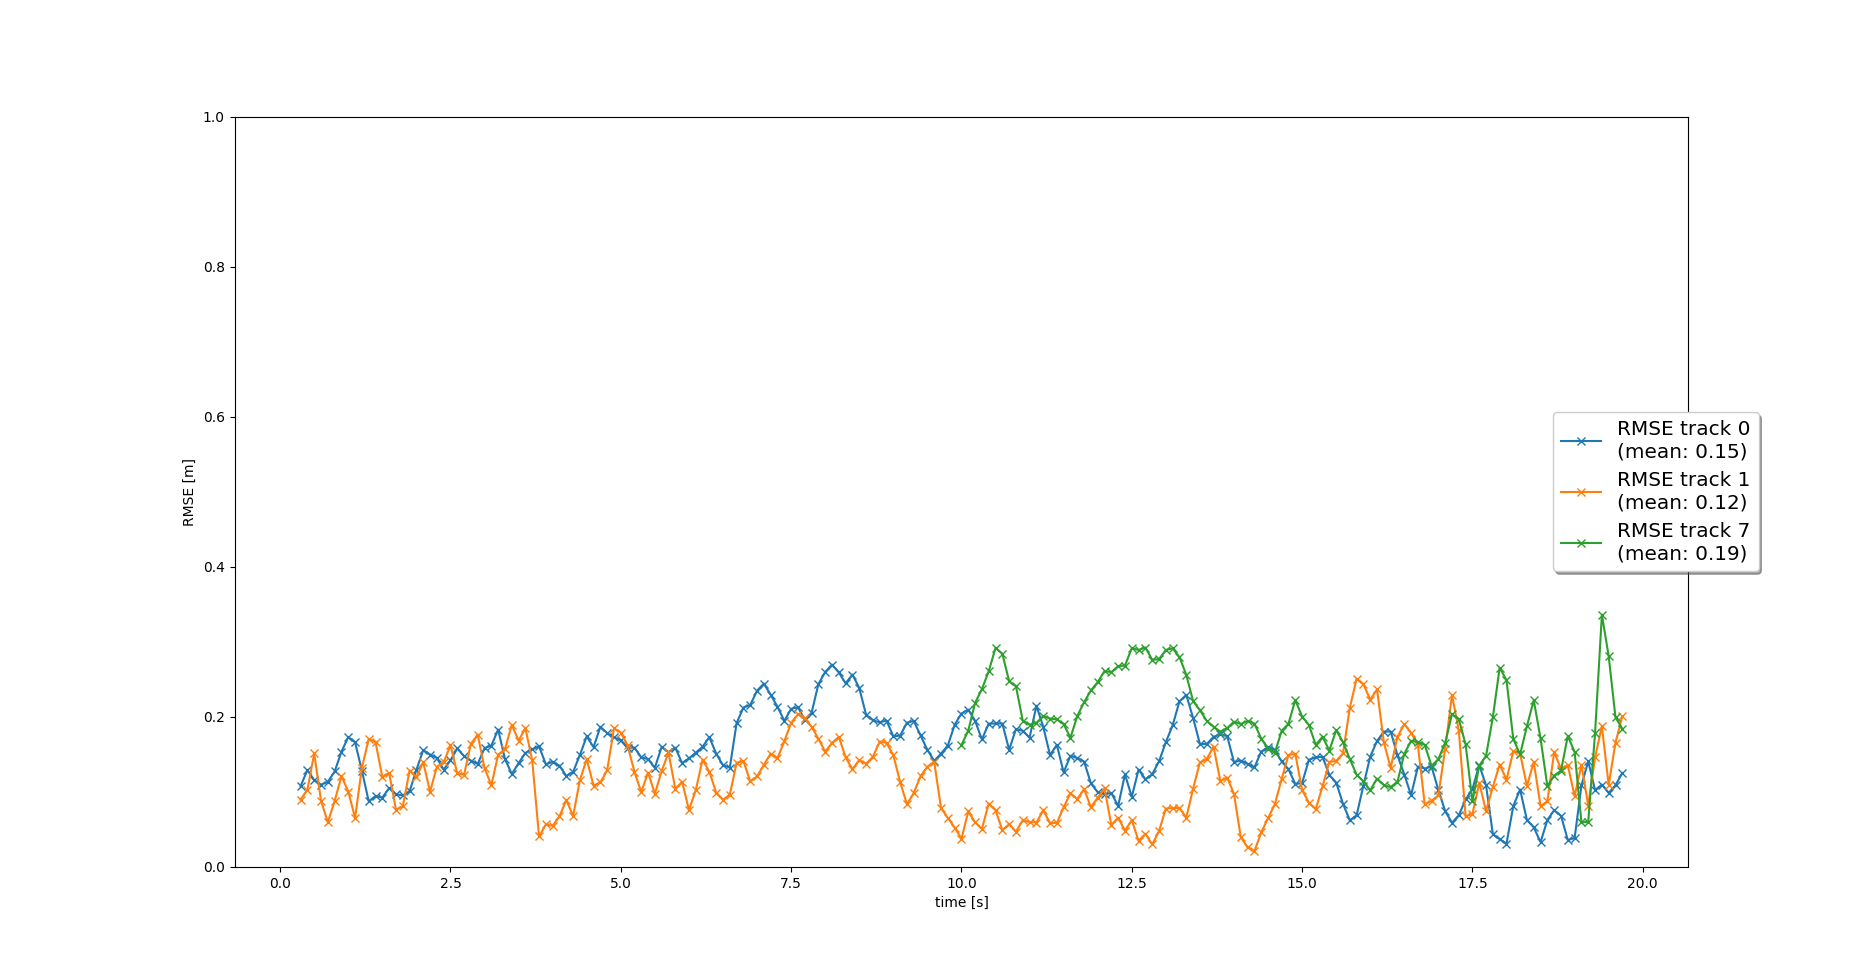 1.0
0.8
0.6
0.4
0.2
0.0
RMSE [m]
0.0 2.5 5.0 7.5 10.0 12.5 15.0 17.5 20.0
time [s]
RMSE track 0
(mean: 0.15)
RMSE track 1
(mean: 0.12)
RMSE track 7
(mean: 0.19)